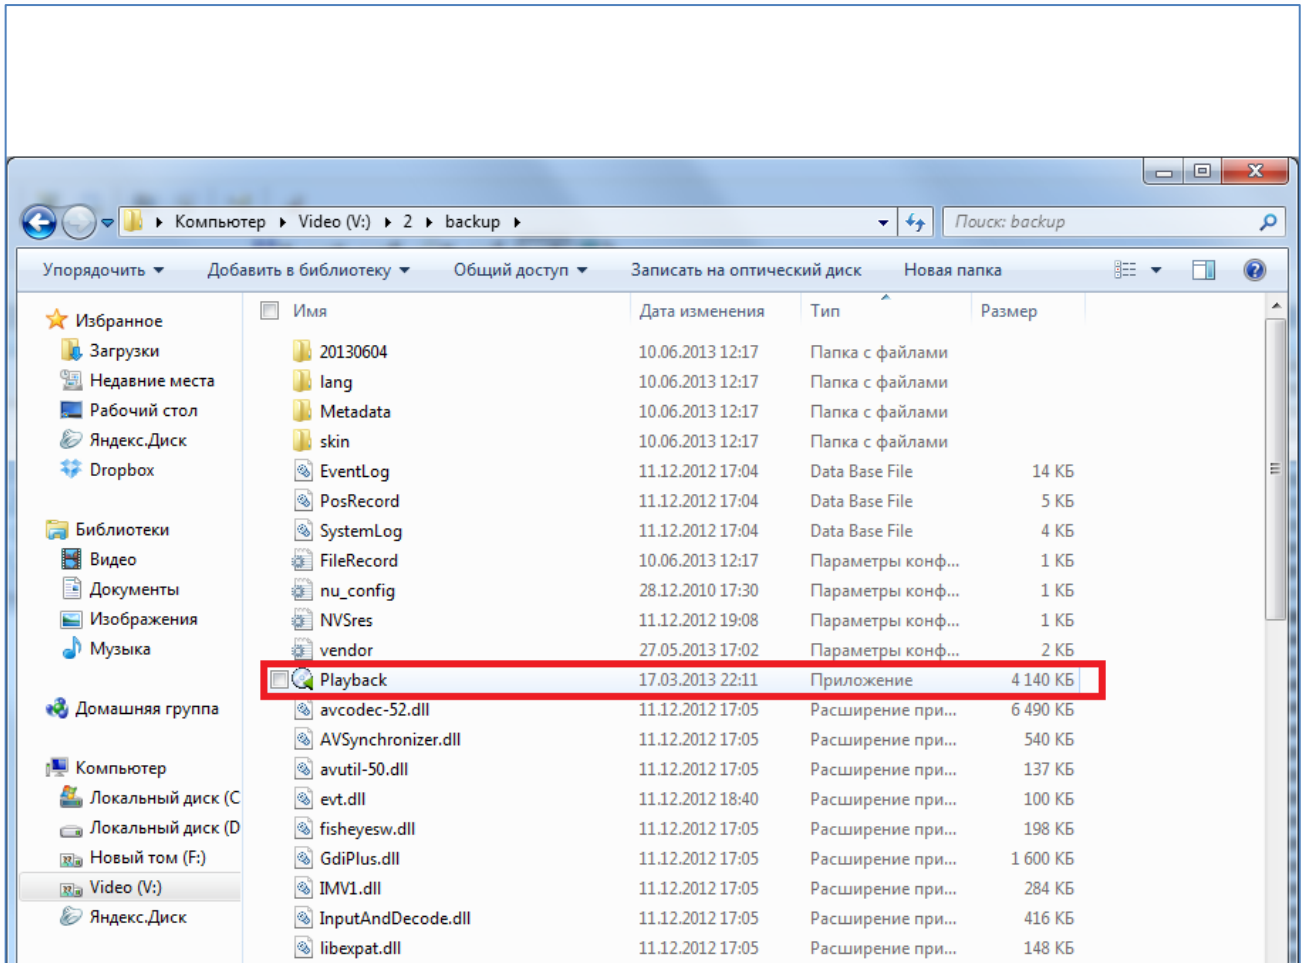 Компьютер Video (V:) 2 backup Поиск: backup
Упорядочить Добавить в библиотеку Общий доступ Записать на оптический диск Новая папка
Избранное
Загрузки
Недавние места
Рабочий стол
Яндекс.Диск
Dropbox
Библиотеки
Видео
Документы
Изображения
Музыка
Домашняя группа
Компьютер
Локальный диск (C
Локальный диск (D
Новый том (F:)
Video (V:)
Яндекс.Диск
Имя Дата изменения Тип Размер
20130604 10.06.2013 12:17 Папка с файлами
lang 10.06.2013 12:17 Папка с файлами
Metadata 10.06.2013 12:17 Папка с файлами
skin 10.06.2013 12:17 Папка с файлами
EventLog 11.12.2012 17:04 Data Base File 14 КБ
PosRecord 11.12.2012 17:04 Data Base File 5 КБ
SystemLog 11.12.2012 17:04 Data Base File 4 КБ
FileRecord 10.06.2013 12:17 Параметры конф... 1 КБ
nu_config 28.12.2010 17:30 Параметры конф... 1 КБ
NVSres 11.12.2012 19:08 Параметры конф... 1 КБ
vendor 27.05.2013 17:02 Параметры конф... 2 КБ
Playback 17.03.2013 22:11 Приложение 4 140 КБ
avcodec-52.dll 11.12.2012 17:05 Расширение при... 6 490 КБ
AVSynchronizer.dll 11.12.2012 17:05 Расширение при... 540 КБ
avutil-50.dll 11.12.2012 17:05 Расширение при... 137 КБ
evt.dll 11.12.2012 18:40 Расширение при... 100 КБ
fisheyesw.dll 11.12.2012 17:05 Расширение при... 198 КБ
GdiPlus.dll 11.12.2012 17:05 Расширение при... 1 600 КБ
IMV1.dll 11.12.2012 17:05 Расширение при... 284 КБ
InputAndDecode.dll 11.12.2012 17:05 Расширение при... 416 КБ
libexpat.dll 11.12.2012 17:05 Расширение при... 148 КБ